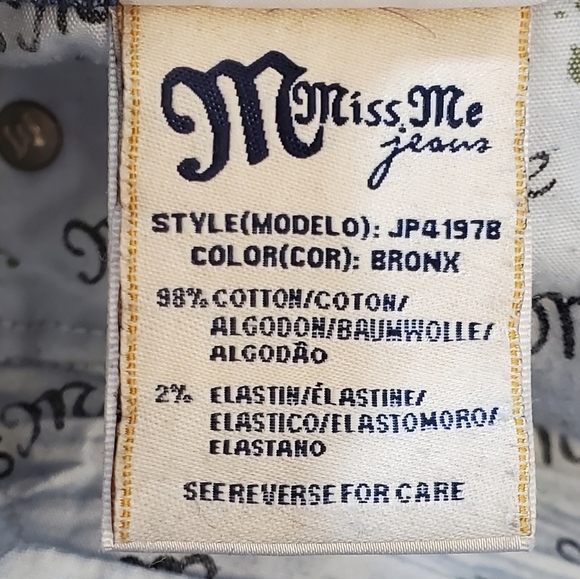 Miss Me
jeans
STYLE(MODELO): JP4197B
COLOR(COR): BRONX
98% COTTON/COTON/
ALGODON/BAUMWOLLE/
ALGODÃO
2% ELASTIN/ÉLASTINE/
ELASTICO/ELASTOMORO/
ELASTANO
SEE REVERSE FOR CARE